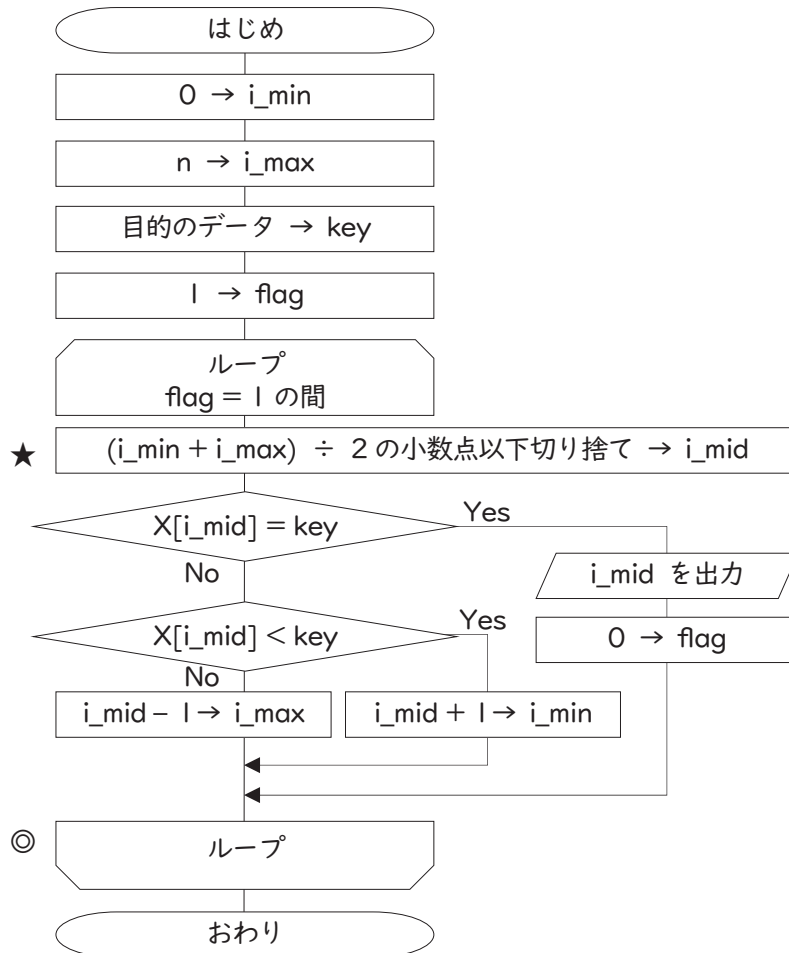 はじめ
0 → i_min
n → i_max
目的のデータ → key
1 → flag
ループ
flag = 1 の間
★ (i_min + i_max) ÷ 2 の小数点以下切り捨て → i_mid
X[i_mid] = key
Yes
No
i_mid を出力
0 → flag
X[i_mid] < key
Yes
No
i_mid − 1 → i_max
i_mid + 1 → i_min
◎ ループ
おわり